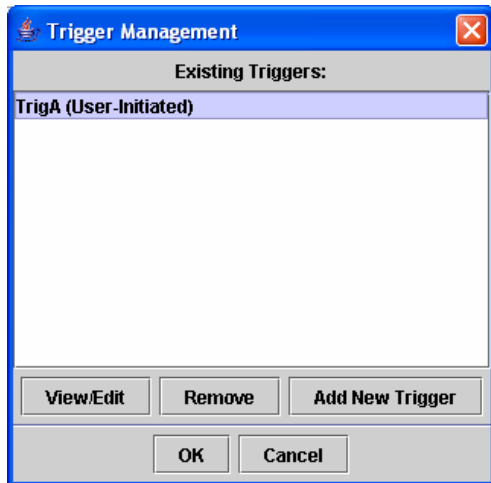 Trigger Management
Existing Triggers:
TrigA (User-Initiated)
View/Edit Remove Add New Trigger
OK Cancel